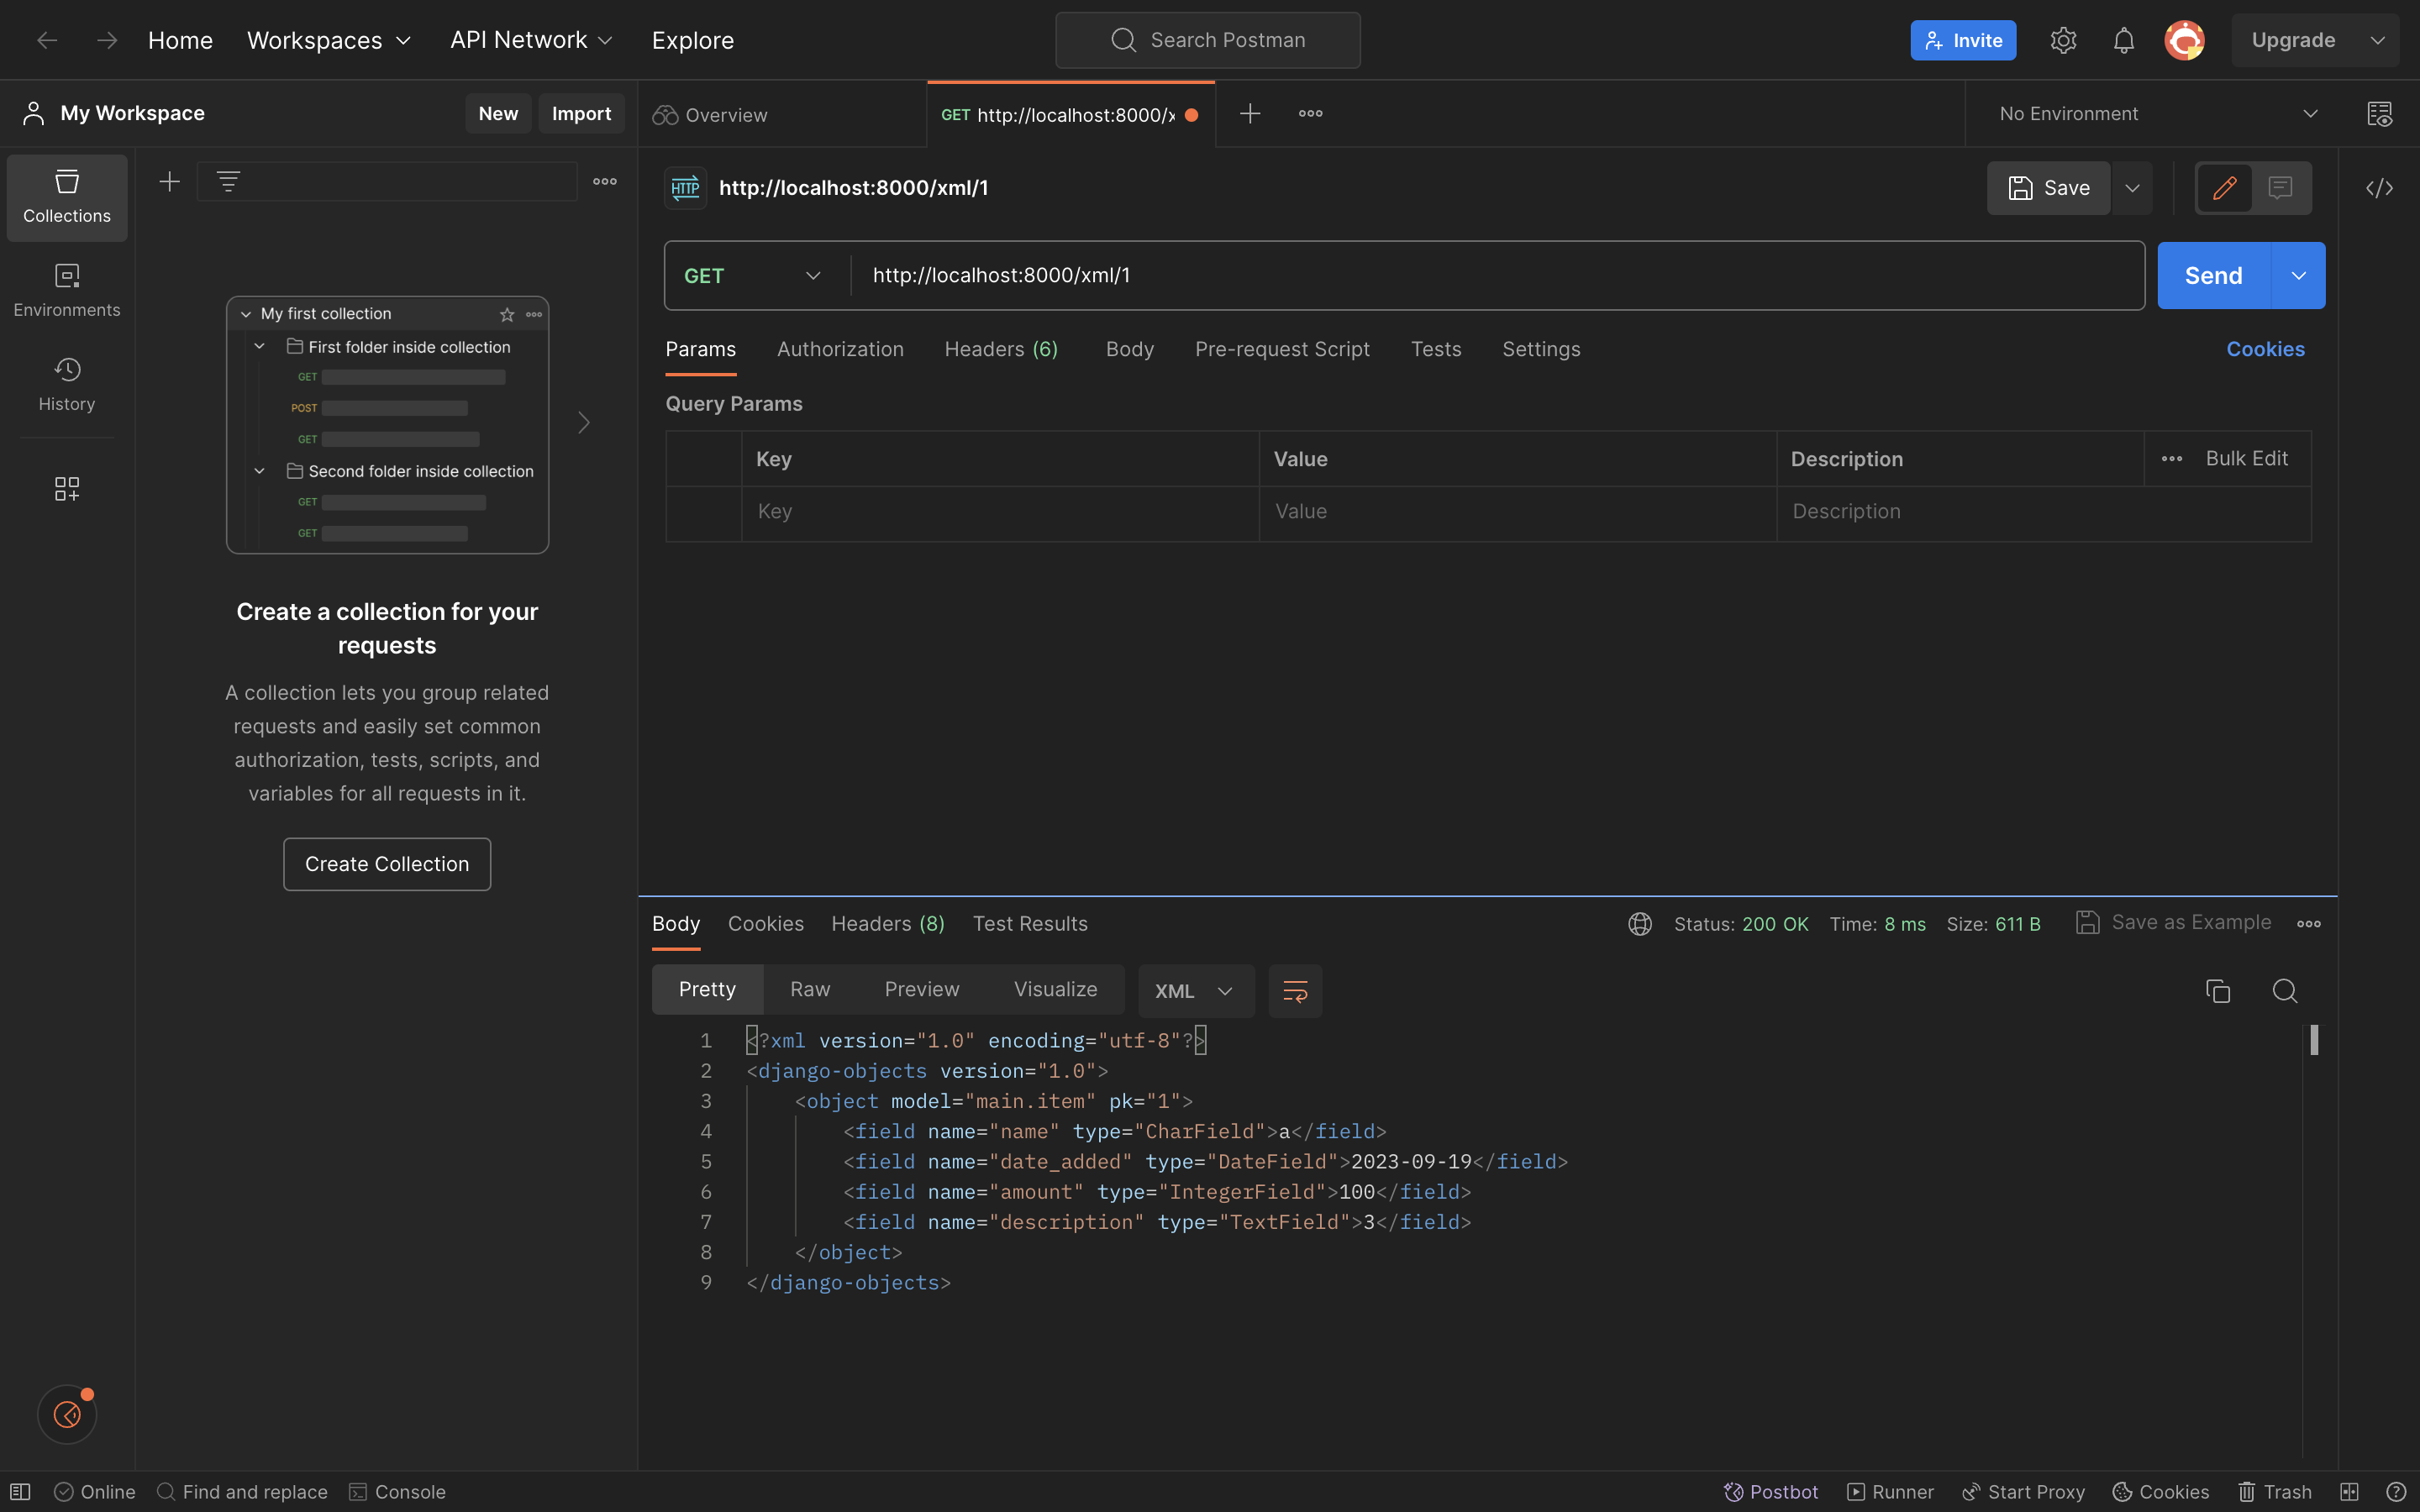 Home
Workspaces
API Network
Explore
Search Postman
Invite
Upgrade
My Workspace
New
Import
Overview
GET http://localhost:8000/x
No Environment
Collections
Environments
History
My first collection
First folder inside collection
GET
POST
GET
Second folder inside collection
GET
GET
Create a collection for your
requests
A collection lets you group related
requests and easily set common
authorization, tests, scripts, and
variables for all requests in it.
Create Collection
HTTP
http://localhost:8000/xml/1
Save
GET
http://localhost:8000/xml/1
Send
Params
Authorization
Headers (6)
Body
Pre-request Script
Tests
Settings
Cookies
Query Params
Key
Value
Description
Bulk Edit
Key
Value
Description
Body
Cookies
Headers (8)
Test Results
Status: 200 OK
Time: 8 ms
Size: 611 B
Save as Example
Pretty
Raw
Preview
Visualize
XML
1 <?xml version="1.0" encoding="utf-8"?>
2 <django-objects version="1.0">
3 <object model="main.item" pk="1">
4 <field name="name" type="CharField">a</field>
5 <field name="date_added" type="DateField">2023-09-19</field>
6 <field name="amount" type="IntegerField">100</field>
7 <field name="description" type="TextField">3</field>
8 </object>
9 </django-objects>
Online
Find and replace
Console
Postbot
Runner
Start Proxy
Cookies
Trash